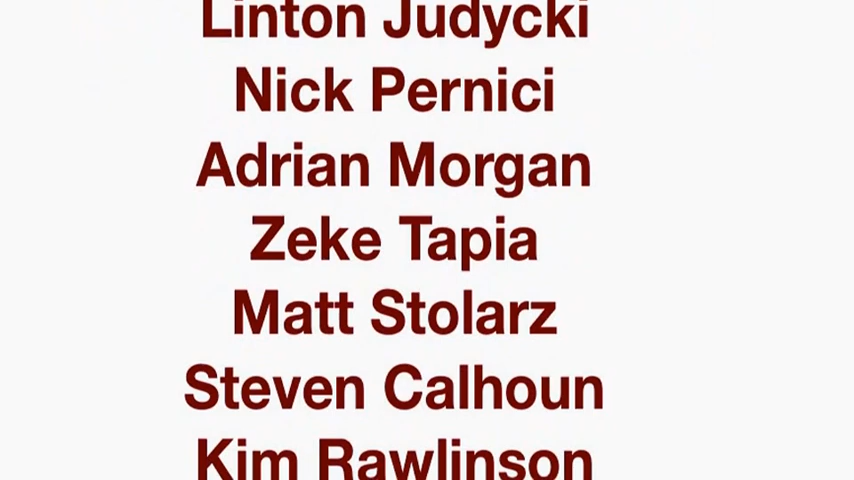 Linton Judycki
Nick Pernici
Adrian Morgan
Zeke Tapia
Matt Stolarz
Steven Calhoun
Kim Rawlinson